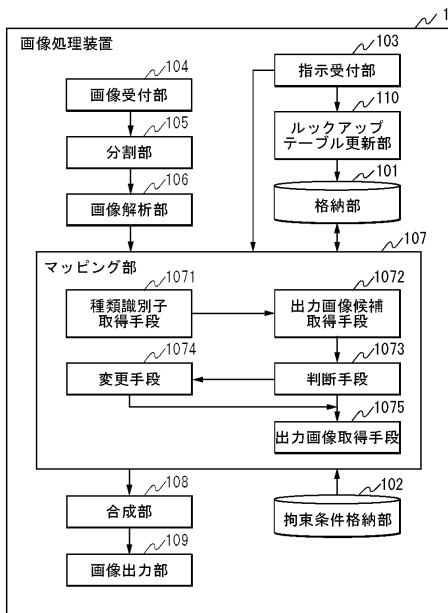 1
画像処理装置
104
画像受付部
103
指示受付部
105
分割部
110
ルックアップ
テーブル更新部
106
画像解析部
101
格納部
107
マッピング部
1071
種類識別子
取得手段
1072
出力画像候補
取得手段
1074
変更手段
1073
判断手段
1075
出力画像取得手段
108
合成部
102
拘束条件格納部
109
画像出力部